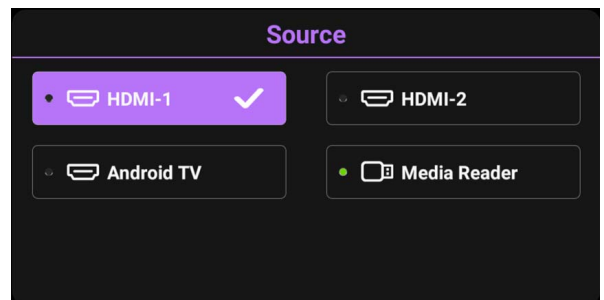 Source
HDMI-1
HDMI-2
Android TV
Media Reader